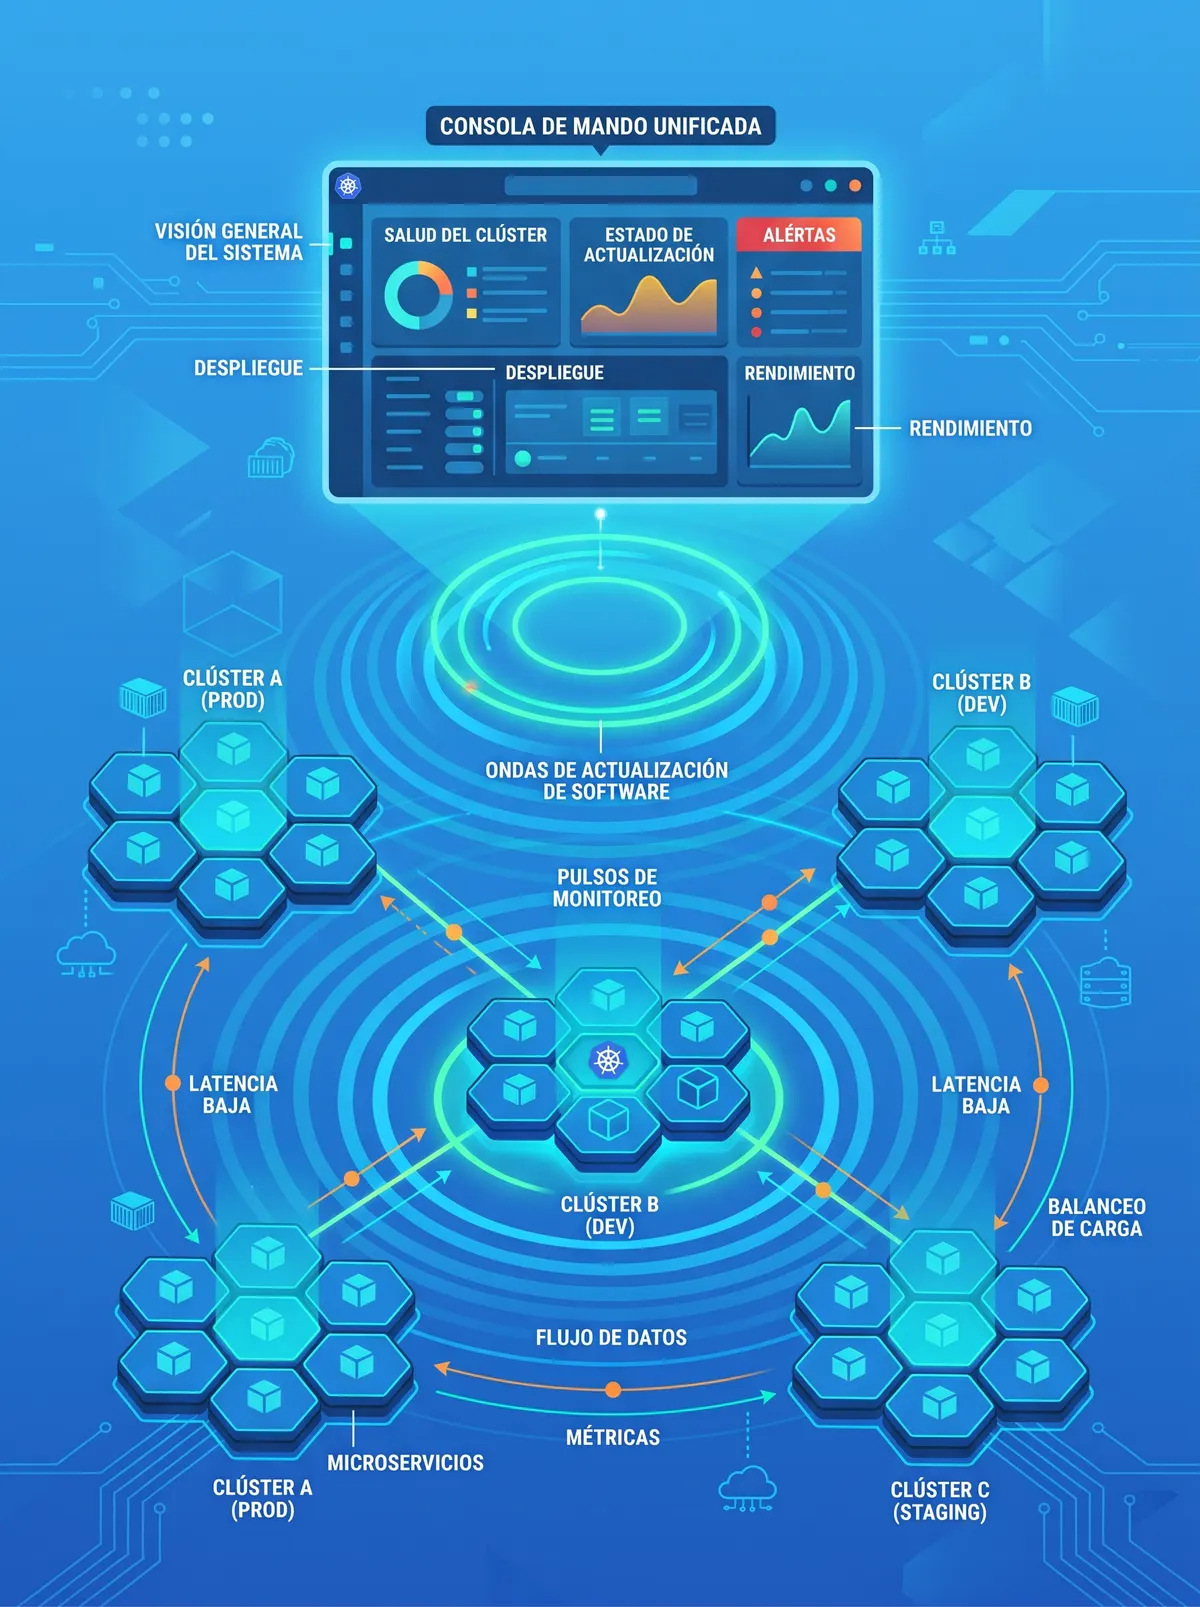 CONSOLA DE MANDO UNIFICADA
VISIÓN GENERAL
DEL SISTEMA
SALUD DEL CLÚSTER
ESTADO DE
ACTUALIZACIÓN
ALÉRTAS
DESPLIEGUE
DESPLIEGUE
RENDIMIENTO
RENDIMIENTO
CLÚSTER A
(PROD)
CLÚSTER B
(DEV)
ONDAS DE ACTUALIZACIÓN
DE SOFTWARE
PULSOS DE
MONITOREO
LATENCIA
BAJA
LATENCIA
BAJA
CLÚSTER B
(DEV)
BALANCEO
DE CARGA
FLUJO DE DATOS
MÉTRICAS
MICROSERVICIOS
CLÚSTER A
(PROD)
CLÚSTER C
(STAGING)